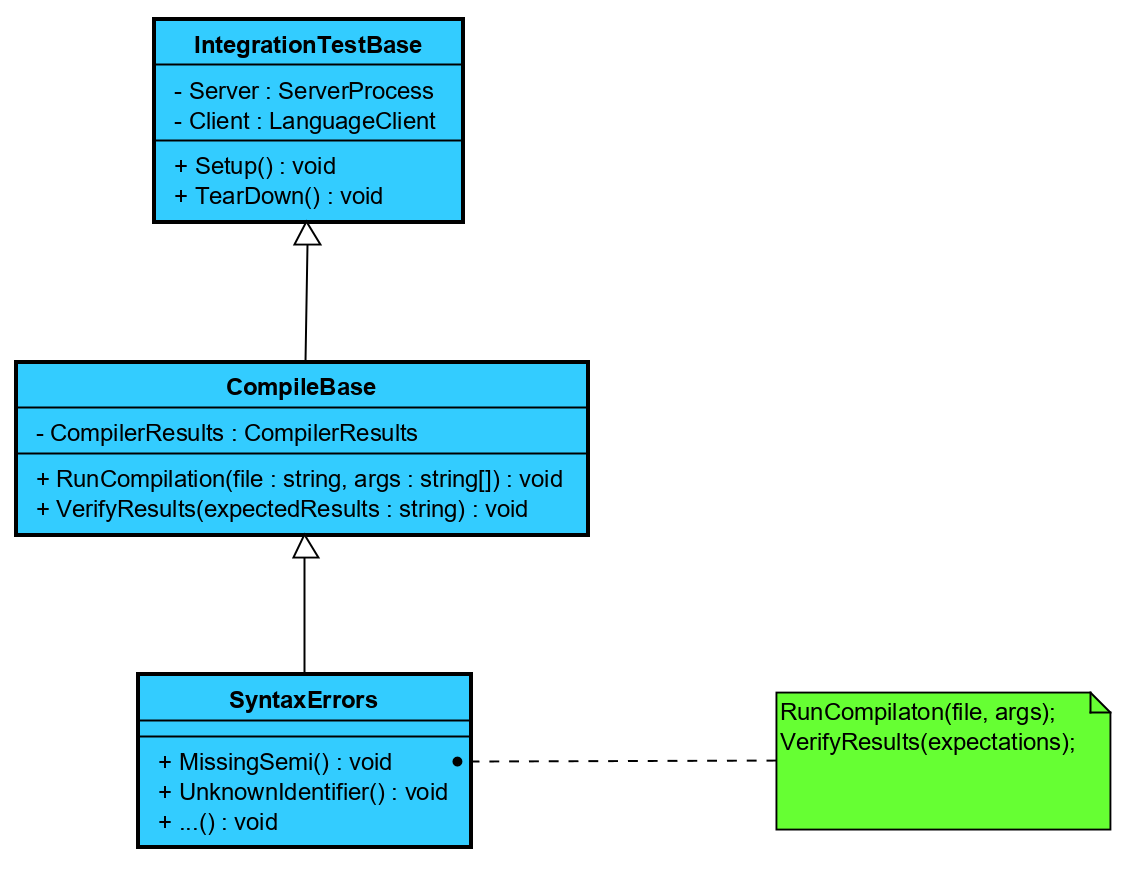 IntegrationTestBase
- Server : ServerProcess
- Client : LanguageClient
+ Setup() : void
+ TearDown() : void
CompileBase
- CompilerResults : CompilerResults
+ RunCompilation(file : string, args : string[]) : void
+ VerifyResults(expectedResults : string) : void
SyntaxErrors
+ MissingSemi() : void
+ UnknownIdentifier() : void
+ ...() : void
RunCompilaton(file, args);
VerifyResults(expectations);